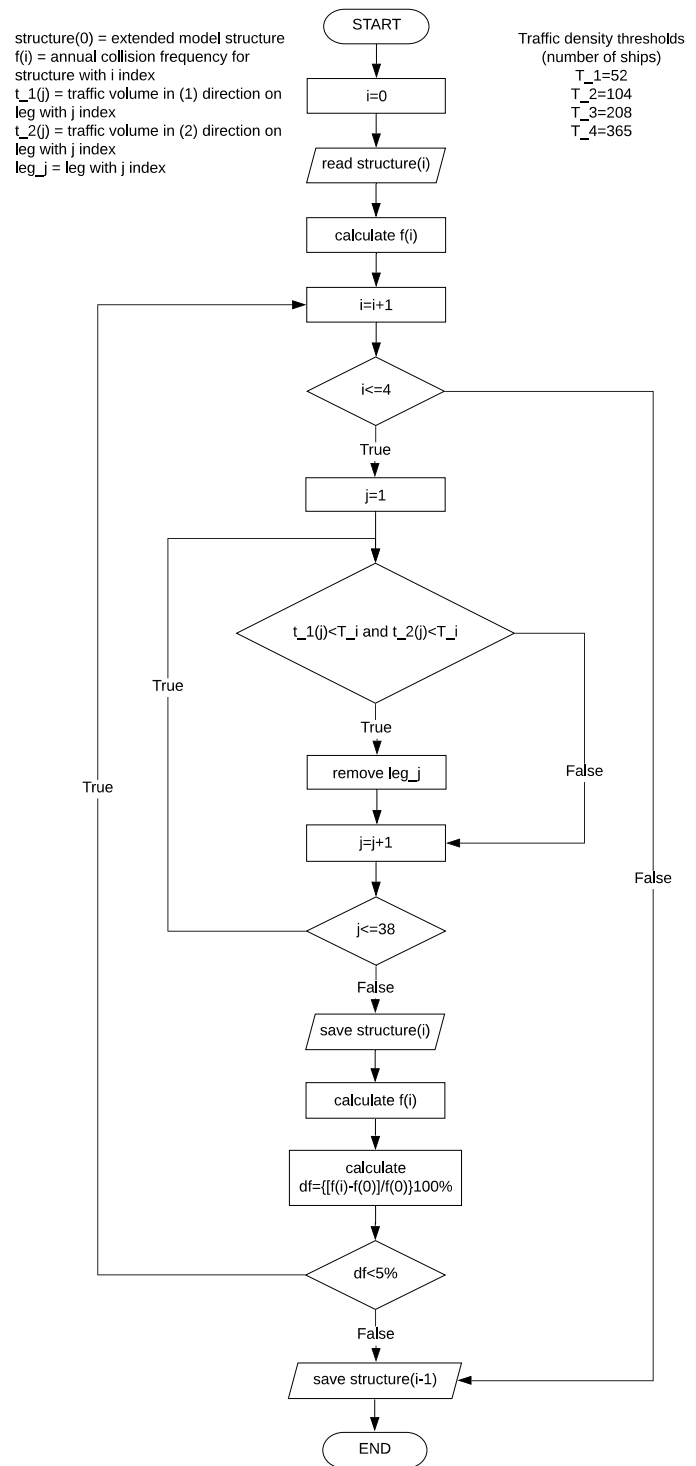 structure(0) = extended model structure
f(i) = annual collision frequency for
structure with i index
t_1(j) = traffic volume in (1) direction on
leg with j index
t_2(j) = traffic volume in (2) direction on
leg with j index
leg_j = leg with j index
Traffic density thresholds
(number of ships)
T_1=52
T_2=104
T_3=208
T_4=365
START
i=0
read structure(i)
calculate f(i)
i=i+1
i<=4
True
j=1
t_1(j)<T_i and t_2(j)<T_i
True
True
remove leg_j
False
True
j=j+1
False
j<=38
False
save structure(i)
calculate f(i)
calculate
df={[f(i)-f(0)]/f(0)}100%
df<5%
False
save structure(i-1)
END